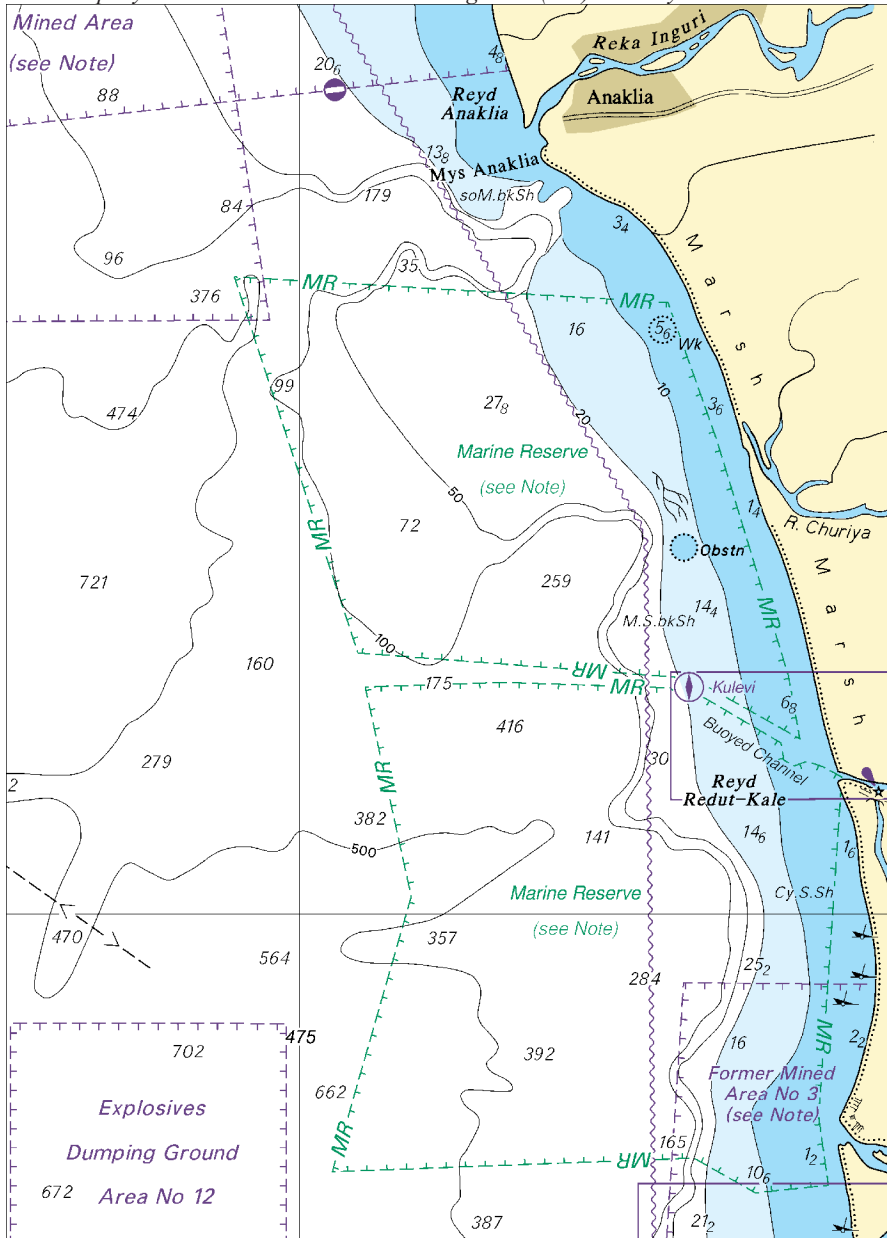 Mined Area
(see Note)
88
20₆
4₈
Reka Inguri
Reyd
Anaklia
Anaklia
13₈
Mys Anaklia
179
soM.bkSh
84
3₄
96
35
376
MR
MR
16
5₆
Wk
Marsh
99
10
3₆
474
27₈
20
Marine Reserve
(see Note)
50
1₄
R. Churiya
MR
72
Obstn
721
259
14₄
Marsh
M.S.bkSh
MR
100
160
MR
175
MR
Kulevi
6₈
416
Buoyed Channel
279
30
2
MR
Reyd
Redut-Kale
382
141
14₆
500
1₆
Marine Reserve
(see Note)
Cy.S.Sh
470
357
564
284
25₂
475
702
392
16
2₂
MR
Former Mined
Area No 3
(see Note)
662
Explosives
Dumping Ground
Area No 12
165
1₂
MR
MR
672
10₆
387
21₂